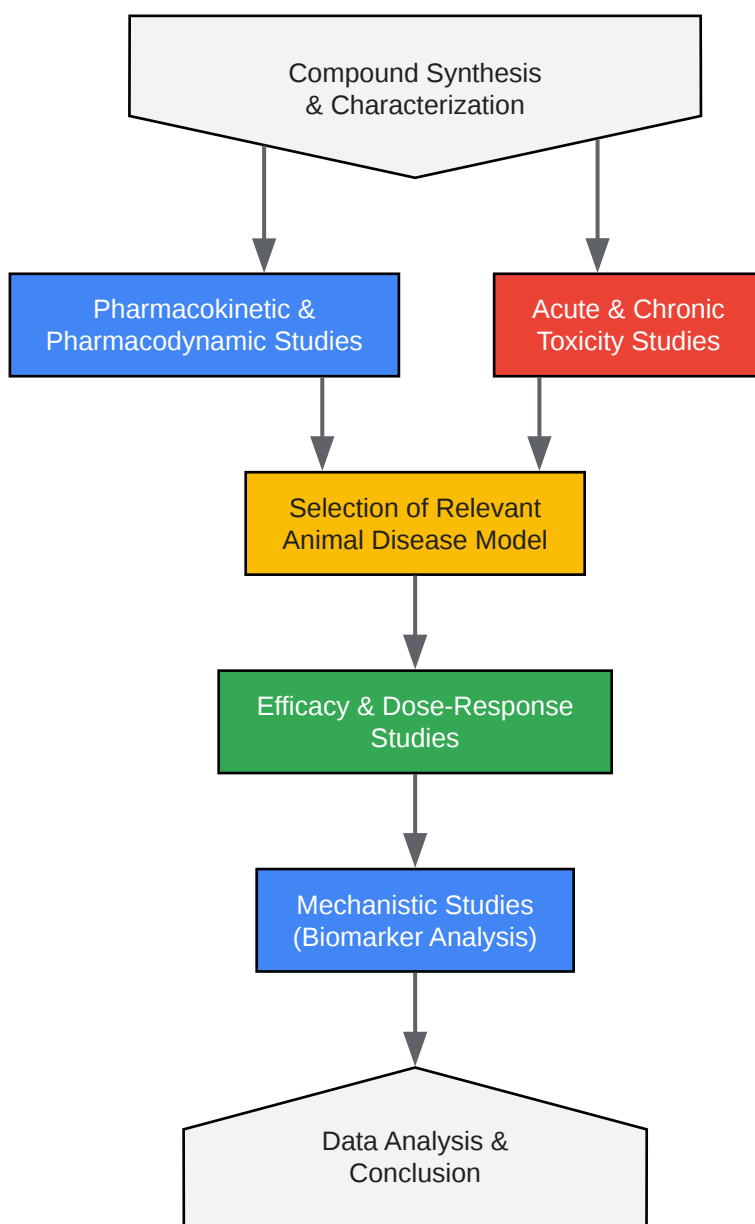 Compound Synthesis
& Characterization
Pharmacokinetic &
Pharmacodynamic Studies
Acute & Chronic
Toxicity Studies
Selection of Relevant
Animal Disease Model
Efficacy & Dose-Response
Studies
Mechanistic Studies
(Biomarker Analysis)
Data Analysis &
Conclusion